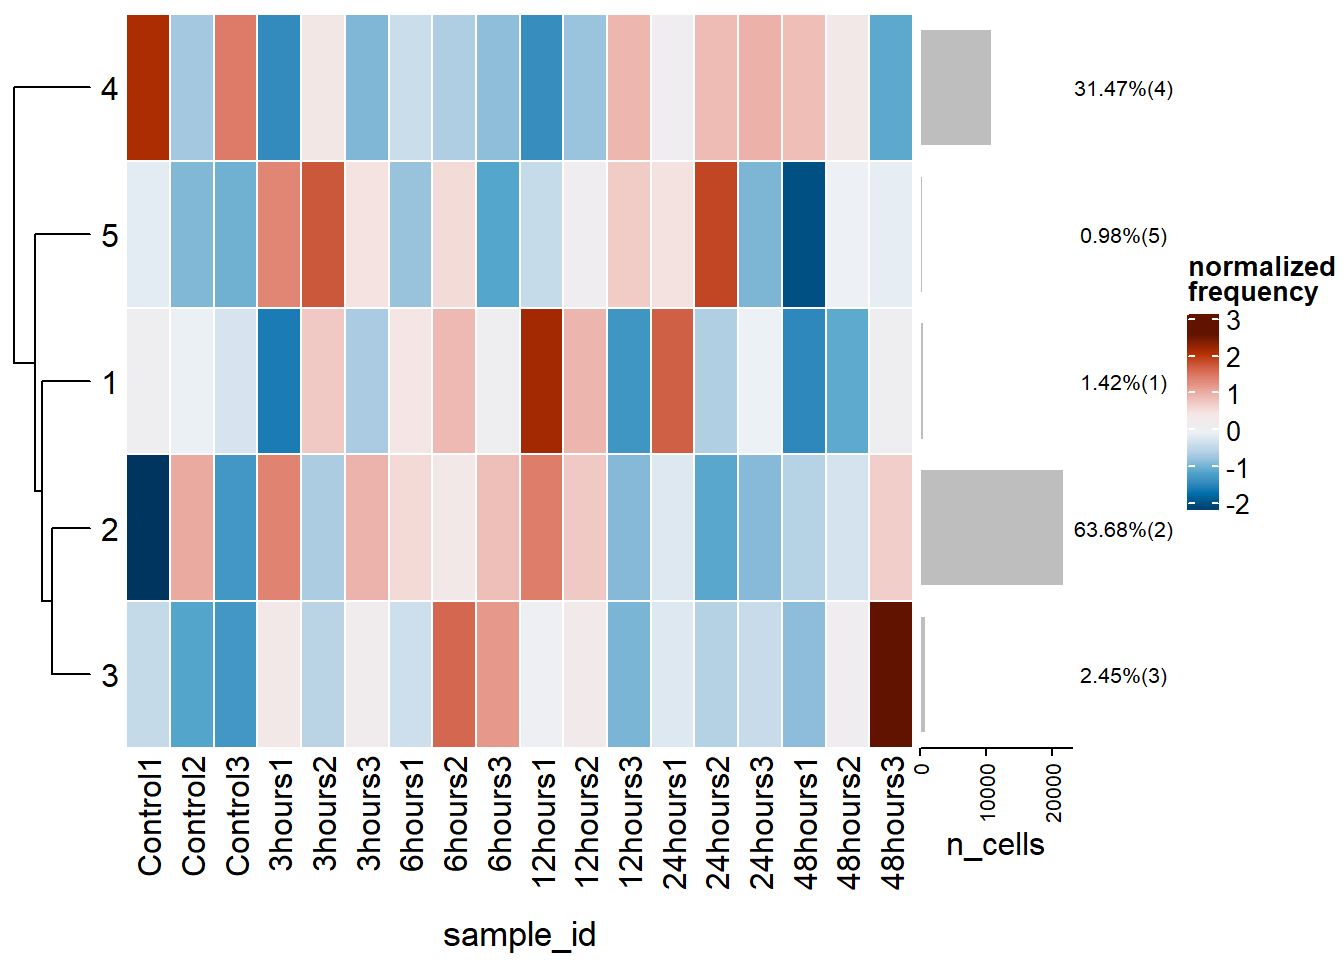 4
5
1
2
3
31.47%(4)
0.98%(5)
1.42%(1)
63.68%(2)
2.45%(3)
normalized
frequency
3
2
1
0
-1
-2
Control1
Control2
Control3
3hours1
3hours2
3hours3
6hours1
6hours2
6hours3
12hours1
12hours2
12hours3
24hours1
24hours2
24hours3
48hours1
48hours2
48hours3
0
10000
20000
n_cells
sample_id